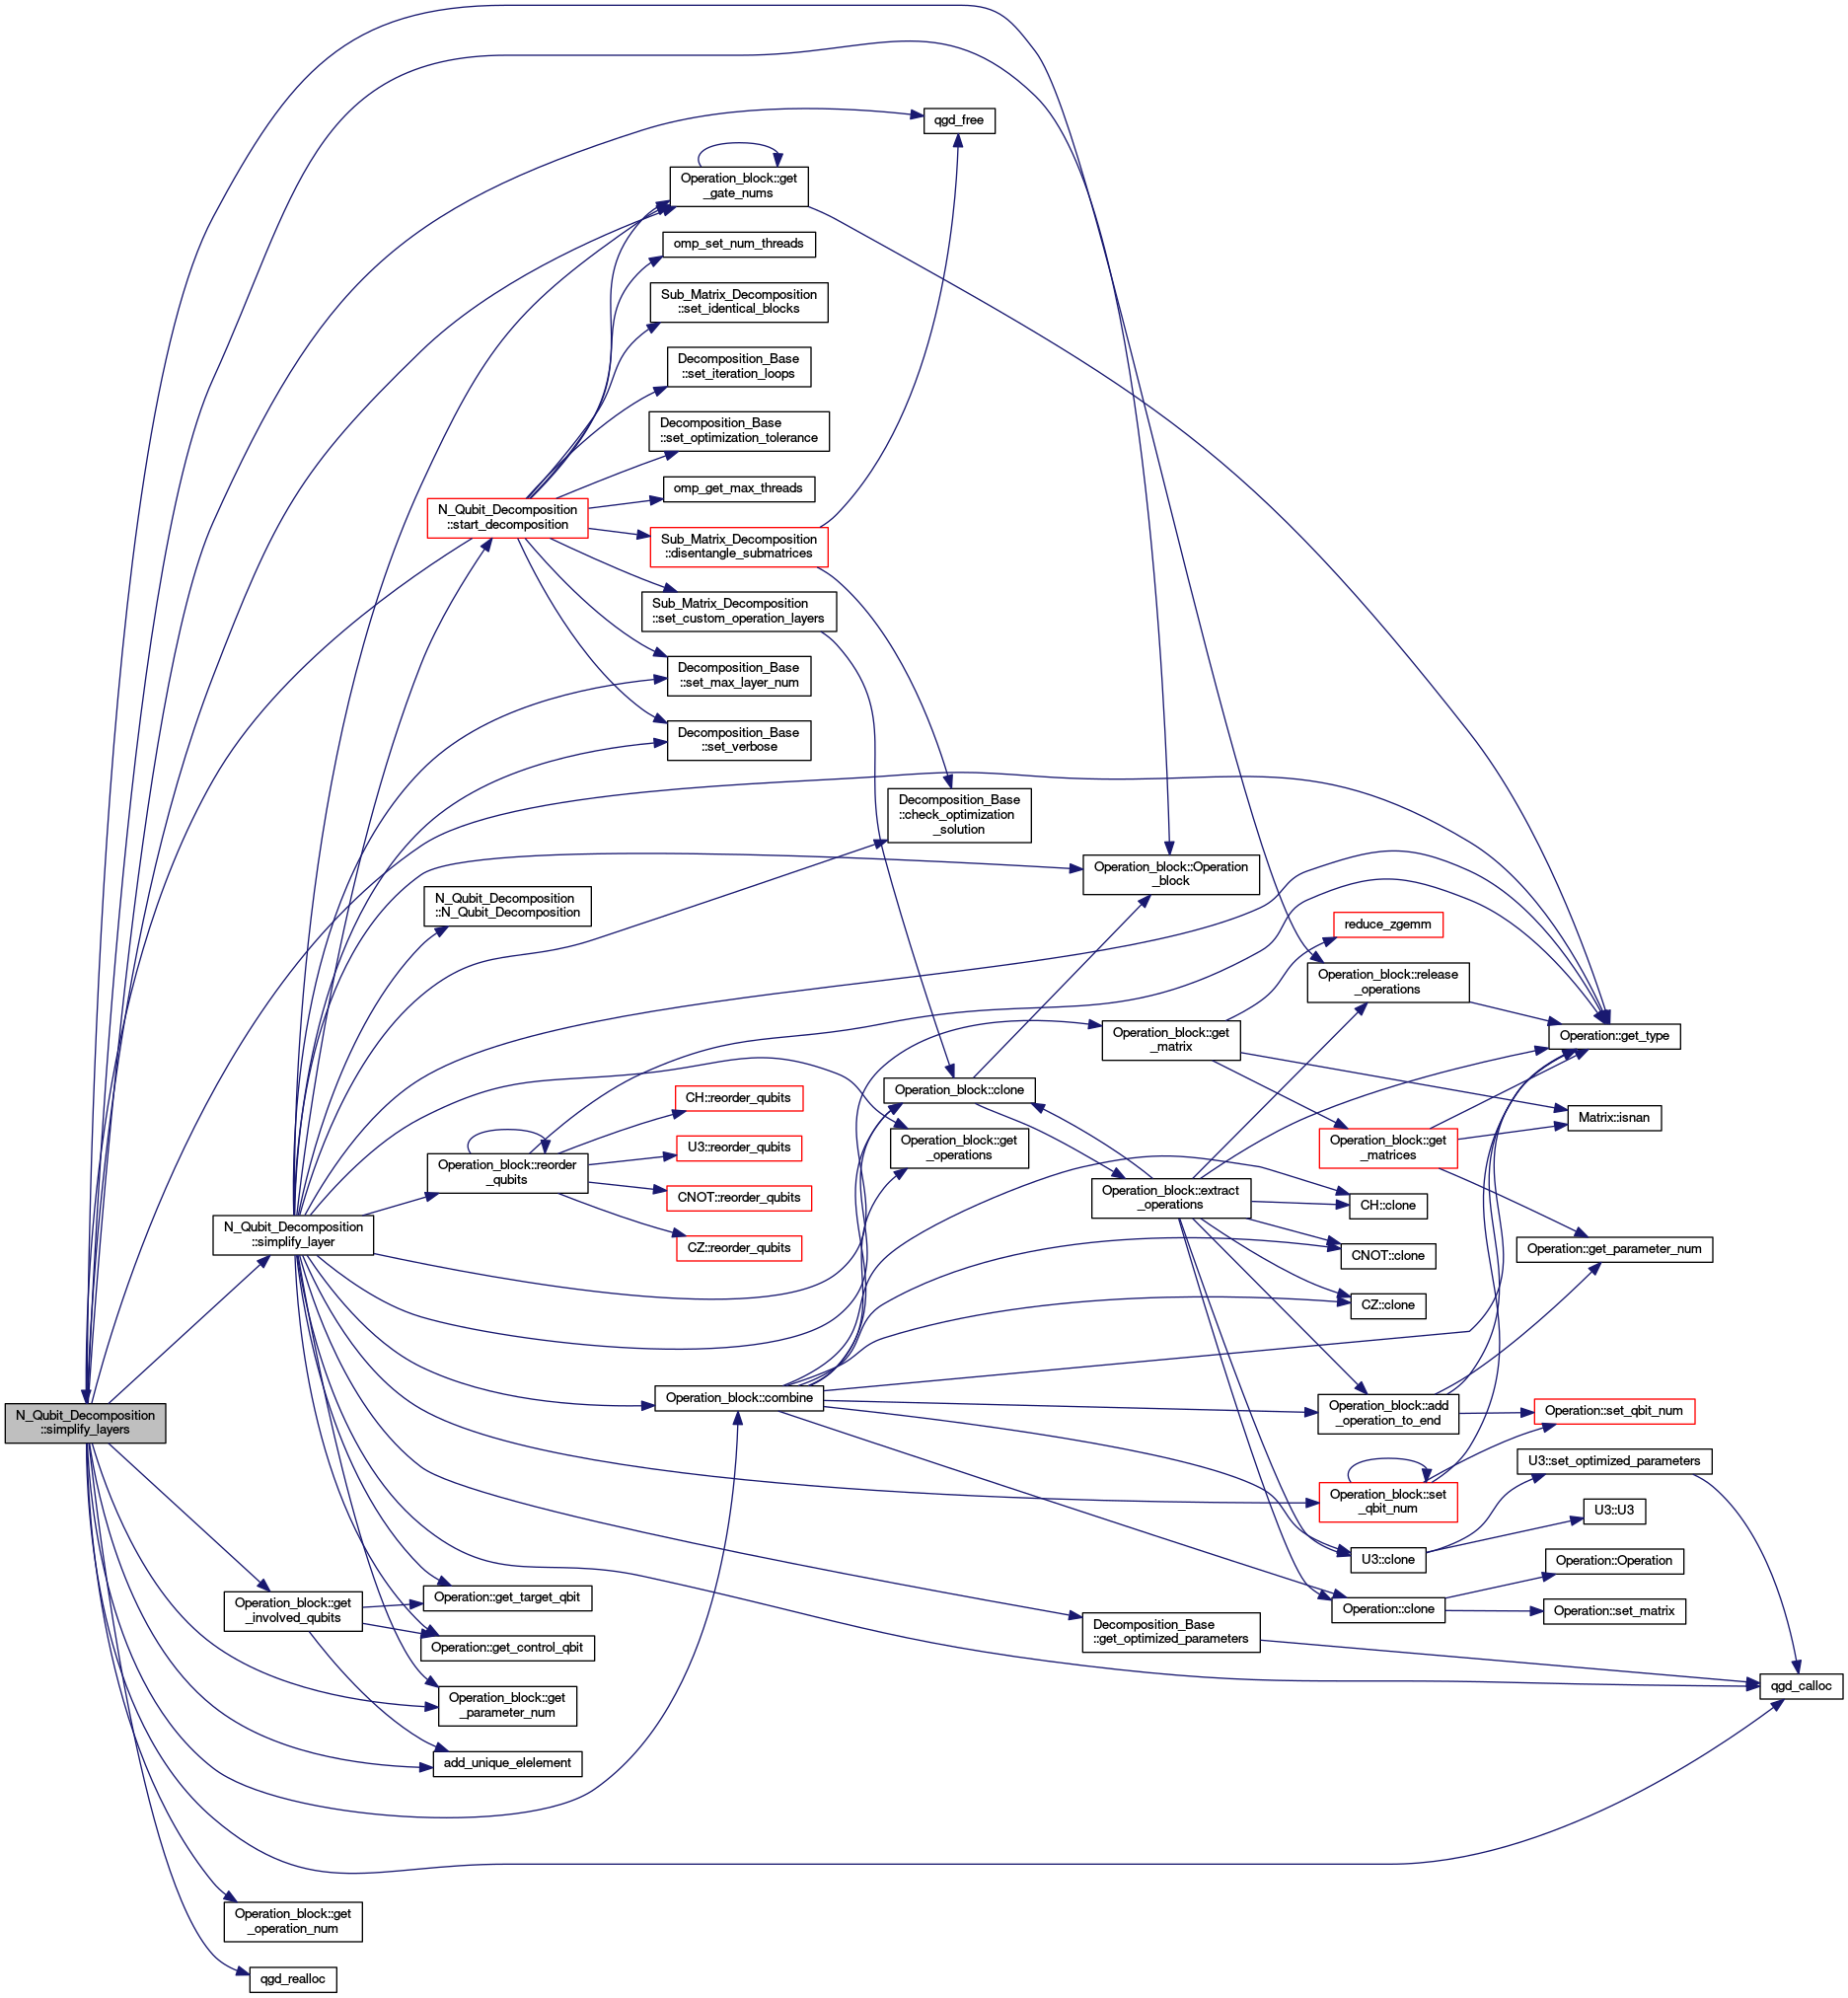 qgd_free
Operation_block::get
_gate_nums
omp_set_num_threads
Sub_Matrix_Decomposition
::set_identical_blocks
Decomposition_Base
::set_iteration_loops
Decomposition_Base
::set_optimization_tolerance
omp_get_max_threads
N_Qubit_Decomposition
::start_decomposition
Sub_Matrix_Decomposition
::disentangle_submatrices
Sub_Matrix_Decomposition
::set_custom_operation_layers
Decomposition_Base
::set_max_layer_num
Decomposition_Base
::set_verbose
Decomposition_Base
::check_optimization
_solution
Operation_block::Operation
_block
N_Qubit_Decomposition
::N_Qubit_Decomposition
reduce_zgemm
Operation_block::release
_operations
Operation_block::get
_matrix
Operation::get_type
Operation_block::clone
CH::reorder_qubits
Matrix::isnan
Operation_block::get
_operations
U3::reorder_qubits
Operation_block::get
_matrices
Operation_block::reorder
_qubits
CNOT::reorder_qubits
Operation_block::extract
_operations
CH::clone
N_Qubit_Decomposition
::simplify_layer
CZ::reorder_qubits
CNOT::clone
Operation::get_parameter_num
CZ::clone
Operation_block::combine
Operation_block::add
_operation_to_end
Operation::set_qbit_num
N_Qubit_Decomposition
::simplify_layers
U3::set_optimized_parameters
Operation_block::set
_qbit_num
U3::U3
U3::clone
Operation::Operation
Operation_block::get
_involved_qubits
Operation::get_target_qbit
Operation::clone
Operation::set_matrix
Operation::get_control_qbit
Decomposition_Base
::get_optimized_parameters
qgd_calloc
Operation_block::get
_parameter_num
add_unique_elelement
Operation_block::get
_operation_num
qgd_realloc